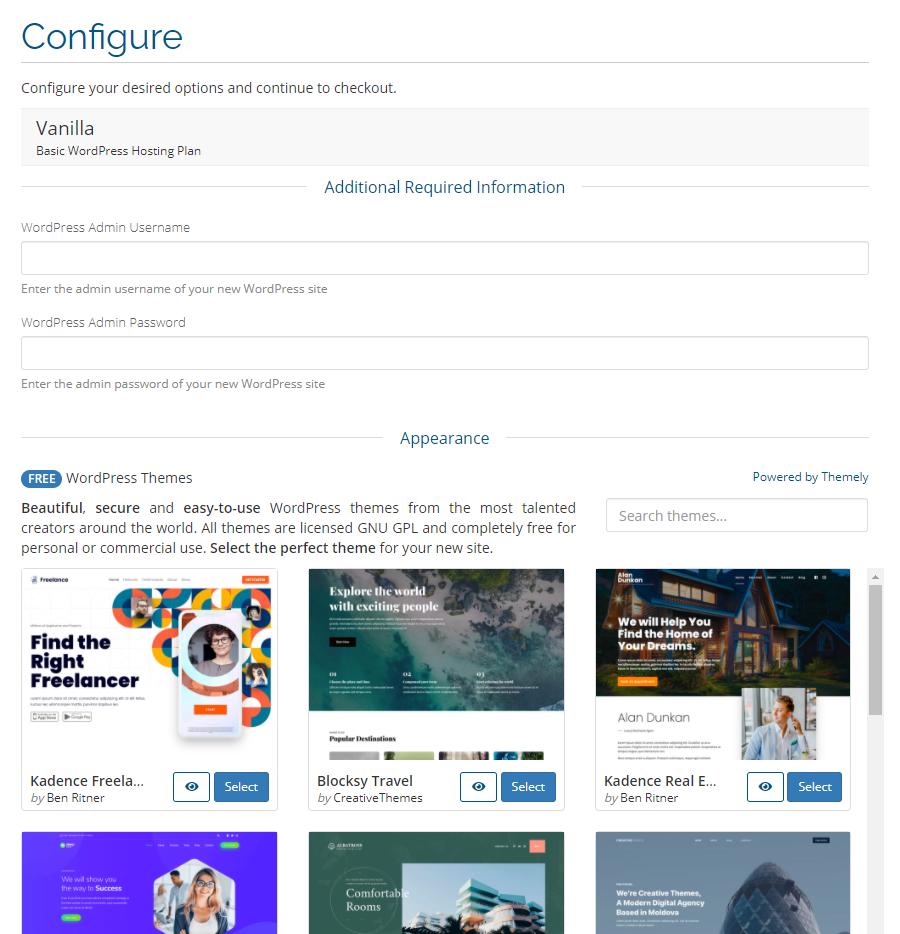 Configure
Configure your desired options and continue to checkout.
Vanilla
Basic WordPress Hosting Plan
Additional Required Information
WordPress Admin Username
Enter the admin username of your new WordPress site
WordPress Admin Password
Enter the admin password of your new WordPress site
Appearance
FREE WordPress Themes
Powered by Themely
Beautiful, secure and easy-to-use WordPress themes from the most talented
creators around the world. All themes are licensed GNU GPL and completely free for
personal or commercial use. Select the perfect theme for your new site.
Search themes...
Freelance
Find the
Right
Freelancer
Kadence Freela...
by Ben Ritner
Select
Explore the world
with exciting people
01
02
03
Popular Destinations
Blocksy Travel
by CreativeThemes
Select
Alan
Dunkan
We will Help You
Find the Home of
Your Dreams.
Alan Dunkan
Kadence Real E...
by Ben Ritner
Select
We will show you
the way to Success
ALBATROSS
Comfortable
Rooms
We're Creative Themes,
A Modern Digital Agency
Based in Moldova